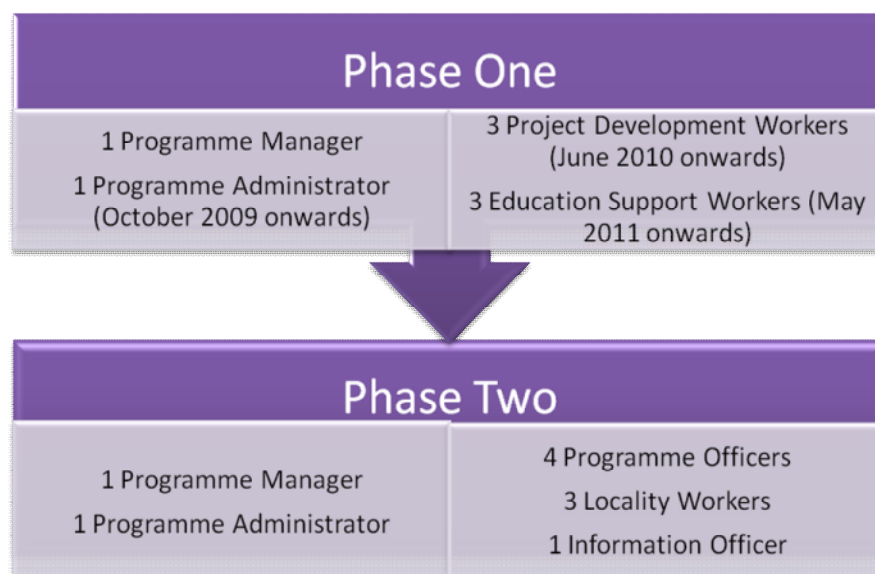 Phase One
1 Programme Manager
1 Programme Administrator
(October 2009 onwards)
3 Project Development Workers
(June 2010 onwards)
3 Education Support Workers (May
2011 onwards)
Phase Two
1 Programme Manager
1 Programme Administrator
4 Programme Officers
3 Locality Workers
1 Information Officer